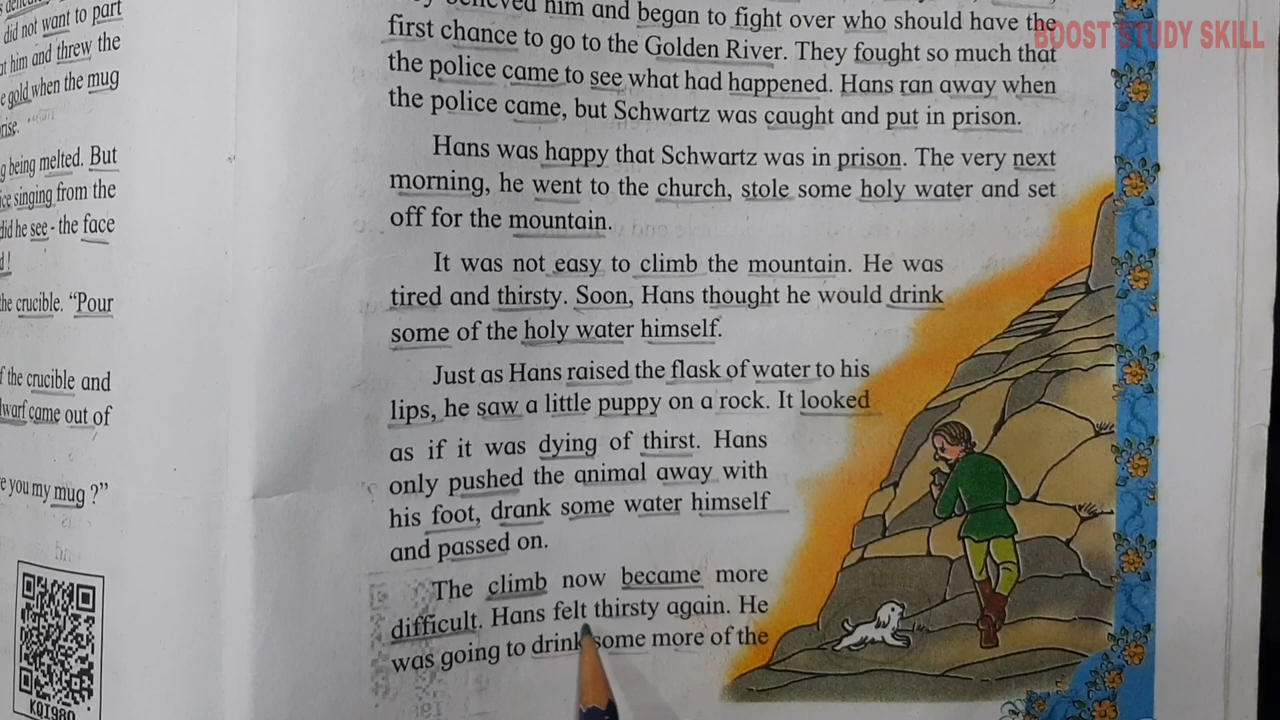 did not want to part
at him and threw the
gold when the mug
being melted. But
singing from the
did he see - the face
the crucible. “Pour
f the crucible and
dwarf came out of
you my mug ?”
KQI980
believed him and began to fight over who should have the
first chance to go to the Golden River. They fought so much that
the police came to see what had happened. Hans ran away when
the police came, but Schwartz was caught and put in prison.
Hans was happy that Schwartz was in prison. The very next
morning, he went to the church, stole some holy water and set
off for the mountain.
It was not easy to climb the mountain. He was
tired and thirsty. Soon, Hans thought he would drink
some of the holy water himself.
Just as Hans raised the flask of water to his
lips, he saw a little puppy on a rock. It looked
as if it was dying of thirst. Hans
only pushed the animal away with
his foot, drank some water himself
and passed on.
The climb now became more
difficult. Hans felt thirsty again. He
was going to drink some more of the
BOOST STUDY SKILL